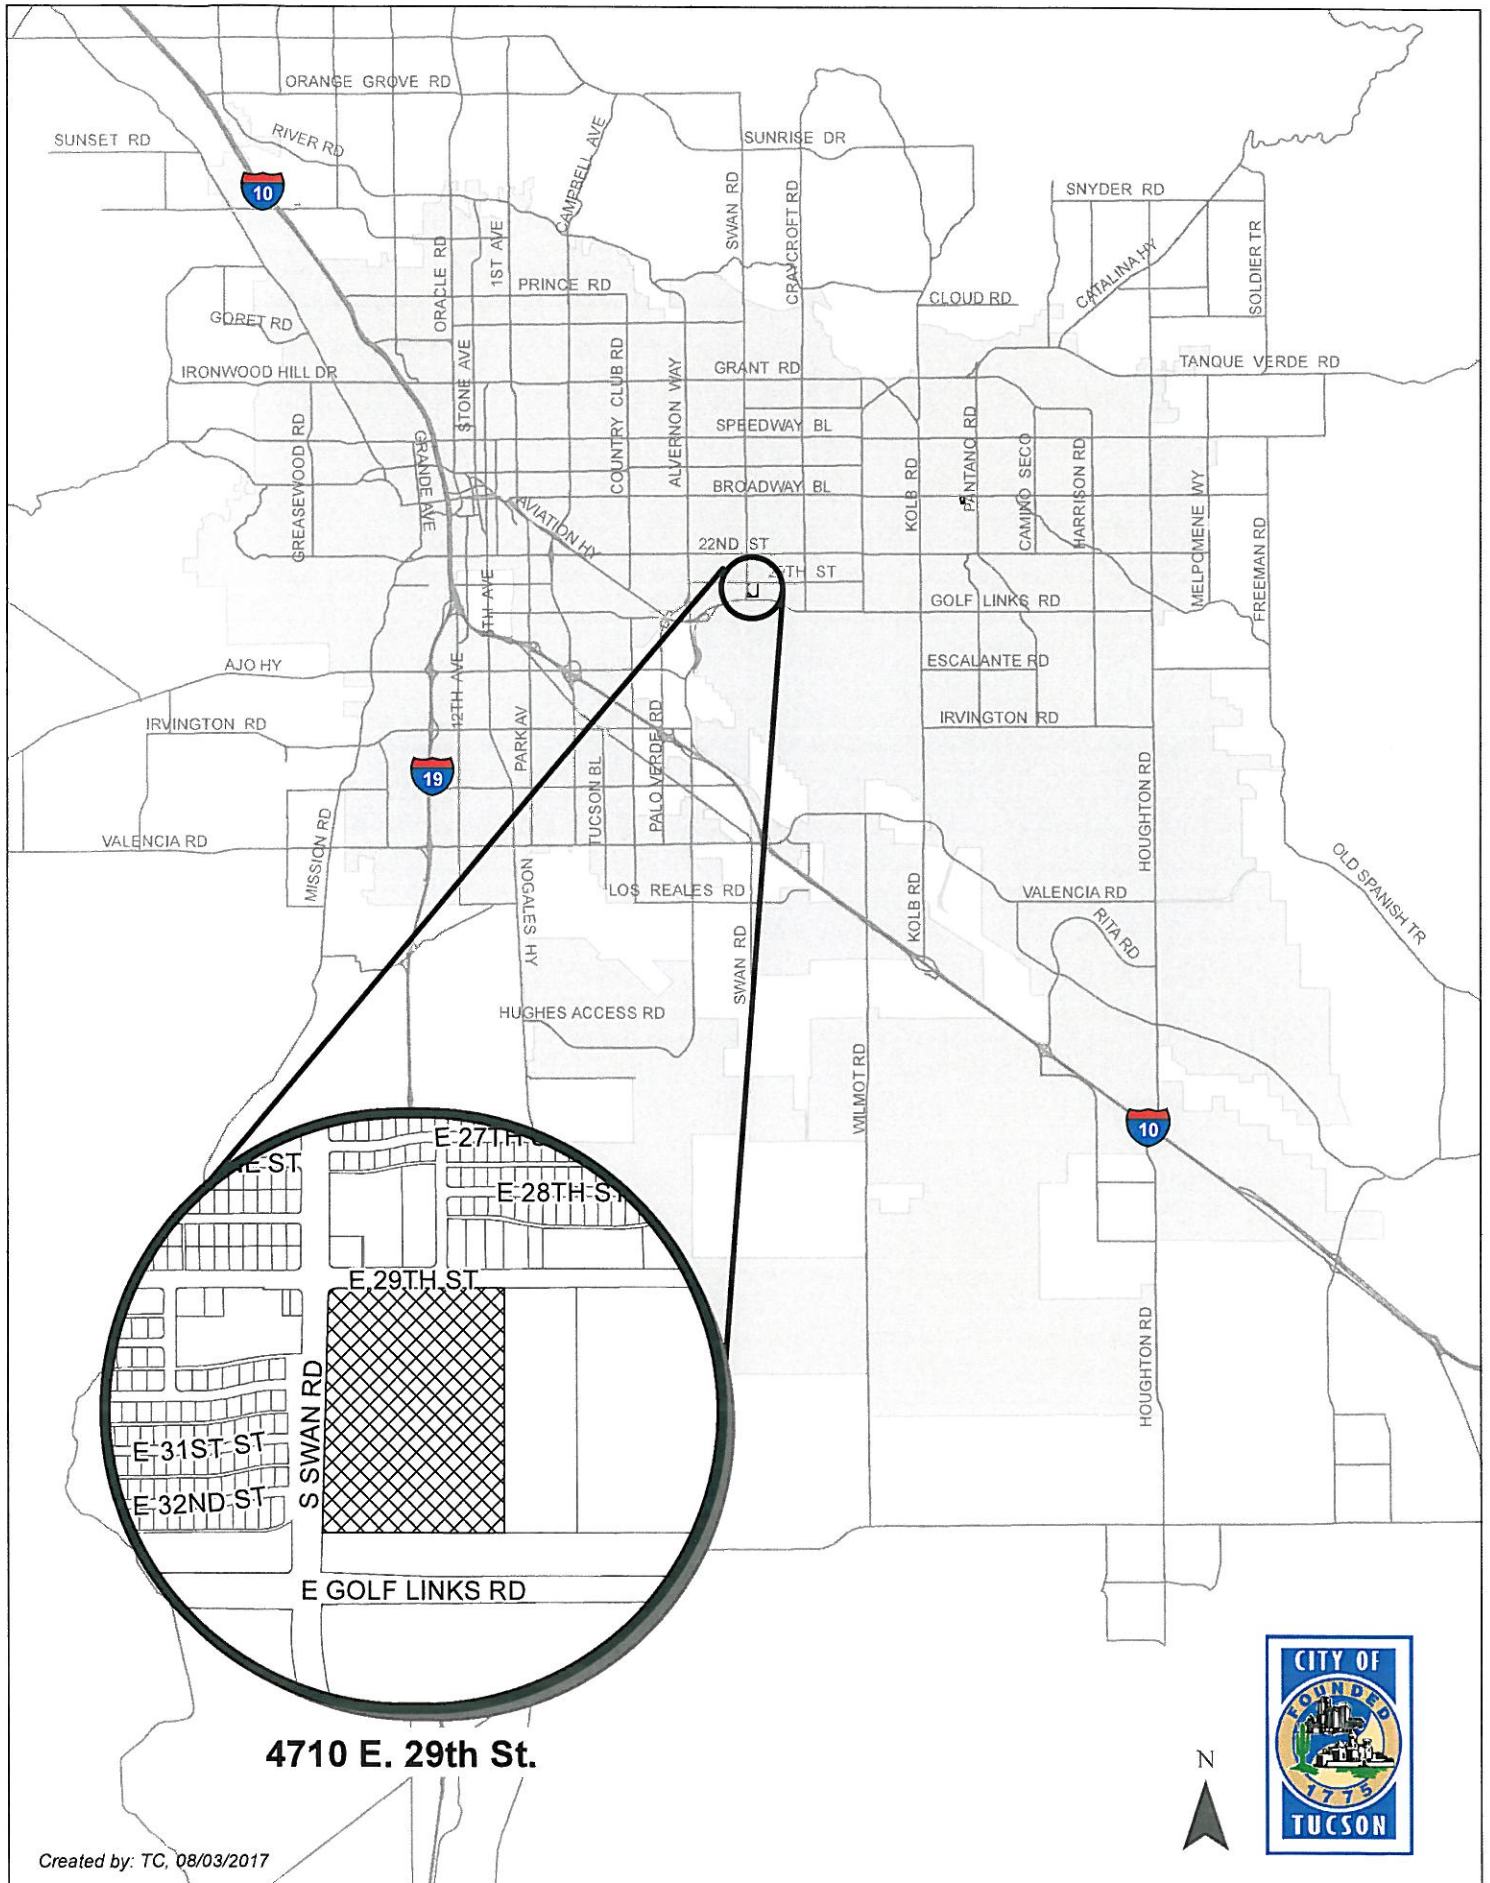 ORANGE GROVE RD
SUNSET RD
RIVER RD
CAMPBELL AVE
SUNRISE DR
10
SWAN RD
CRAYCROFT RD
SNYDER RD
ORACLE RD
1ST AVE
CATALINA HY
SOLDIER TR
PRINCE RD
CLOUD RD
GORET RD
IRONWOOD HILL DR
STONE AVE
COUNTRY CLUB RD
ALVERNON WAY
GRANT RD
TANQUE VERDE RD
GREASEWOOD RD
GRANDE AVE
SPEEDWAY BL
PANTANO RD
CAMINO SECO
HARRISON RD
BROADWAY BL
KOLB RD
MELPOMENE WY
FREEMAN RD
AVIATION HY
22ND ST
TH ST
TH AVE
GOLF LINKS RD
AJO HY
12TH AVE
ESCALANTE RD
IRVINGTON RD
PARK AV
PALO VERDE RD
IRVINGTON RD
19
TUCSON BL
HOUGHTON RD
VALENCIA RD
MISSION RD
NOGALES HY
LOS REALES RD
KOLB RD
VALENCIA RD
OLD SPANISH TR
RITA RD
SWAN RD
HUGHES ACCESS RD
WILMOT RD
10
HOUGHTON RD
E 27TH
E ST
E 28TH ST
E 29TH ST
S SWAN RD
E 31ST ST
E 32ND ST
E GOLF LINKS RD
4710 E. 29th St.
N
CITY OF
FOUNDED
1775
TUCSON
Created by: TC, 08/03/2017